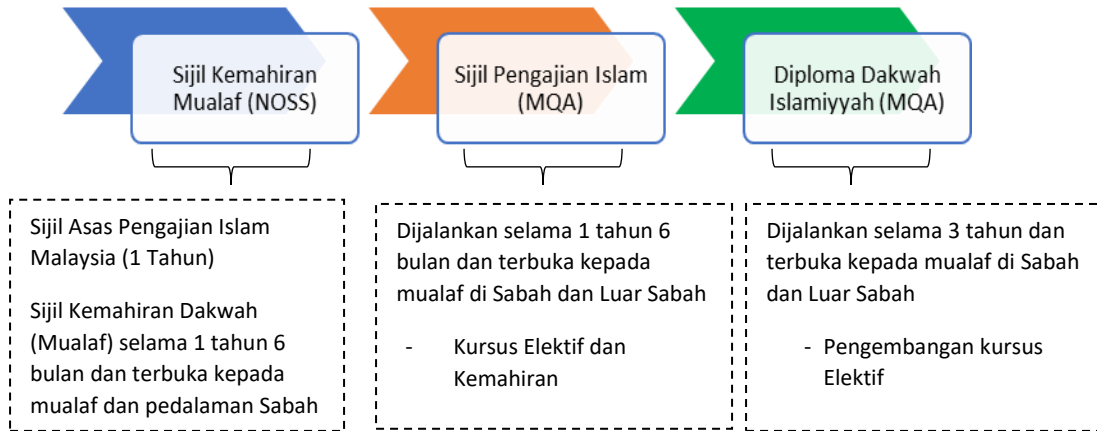 Sijil Kemahiran
Mualaf (NOSS)
Sijil Pengajian Islam
(MQA)
Diploma Dakwah
Islamiyyah (MQA)
Sijil Asas Pengajian Islam
Malaysia (1 Tahun)
Sijil Kemahiran Dakwah
(Mualaf) selama 1 tahun 6
bulan dan terbuka kepada
mualaf dan pedalaman Sabah
Dijalankan selama 1 tahun 6
bulan dan terbuka kepada
mualaf di Sabah dan Luar Sabah
- Kursus Elektif dan
Kemahiran
Dijalankan selama 3 tahun dan
terbuka kepada mualaf di Sabah
dan Luar Sabah
- Pengembangan kursus
Elektif